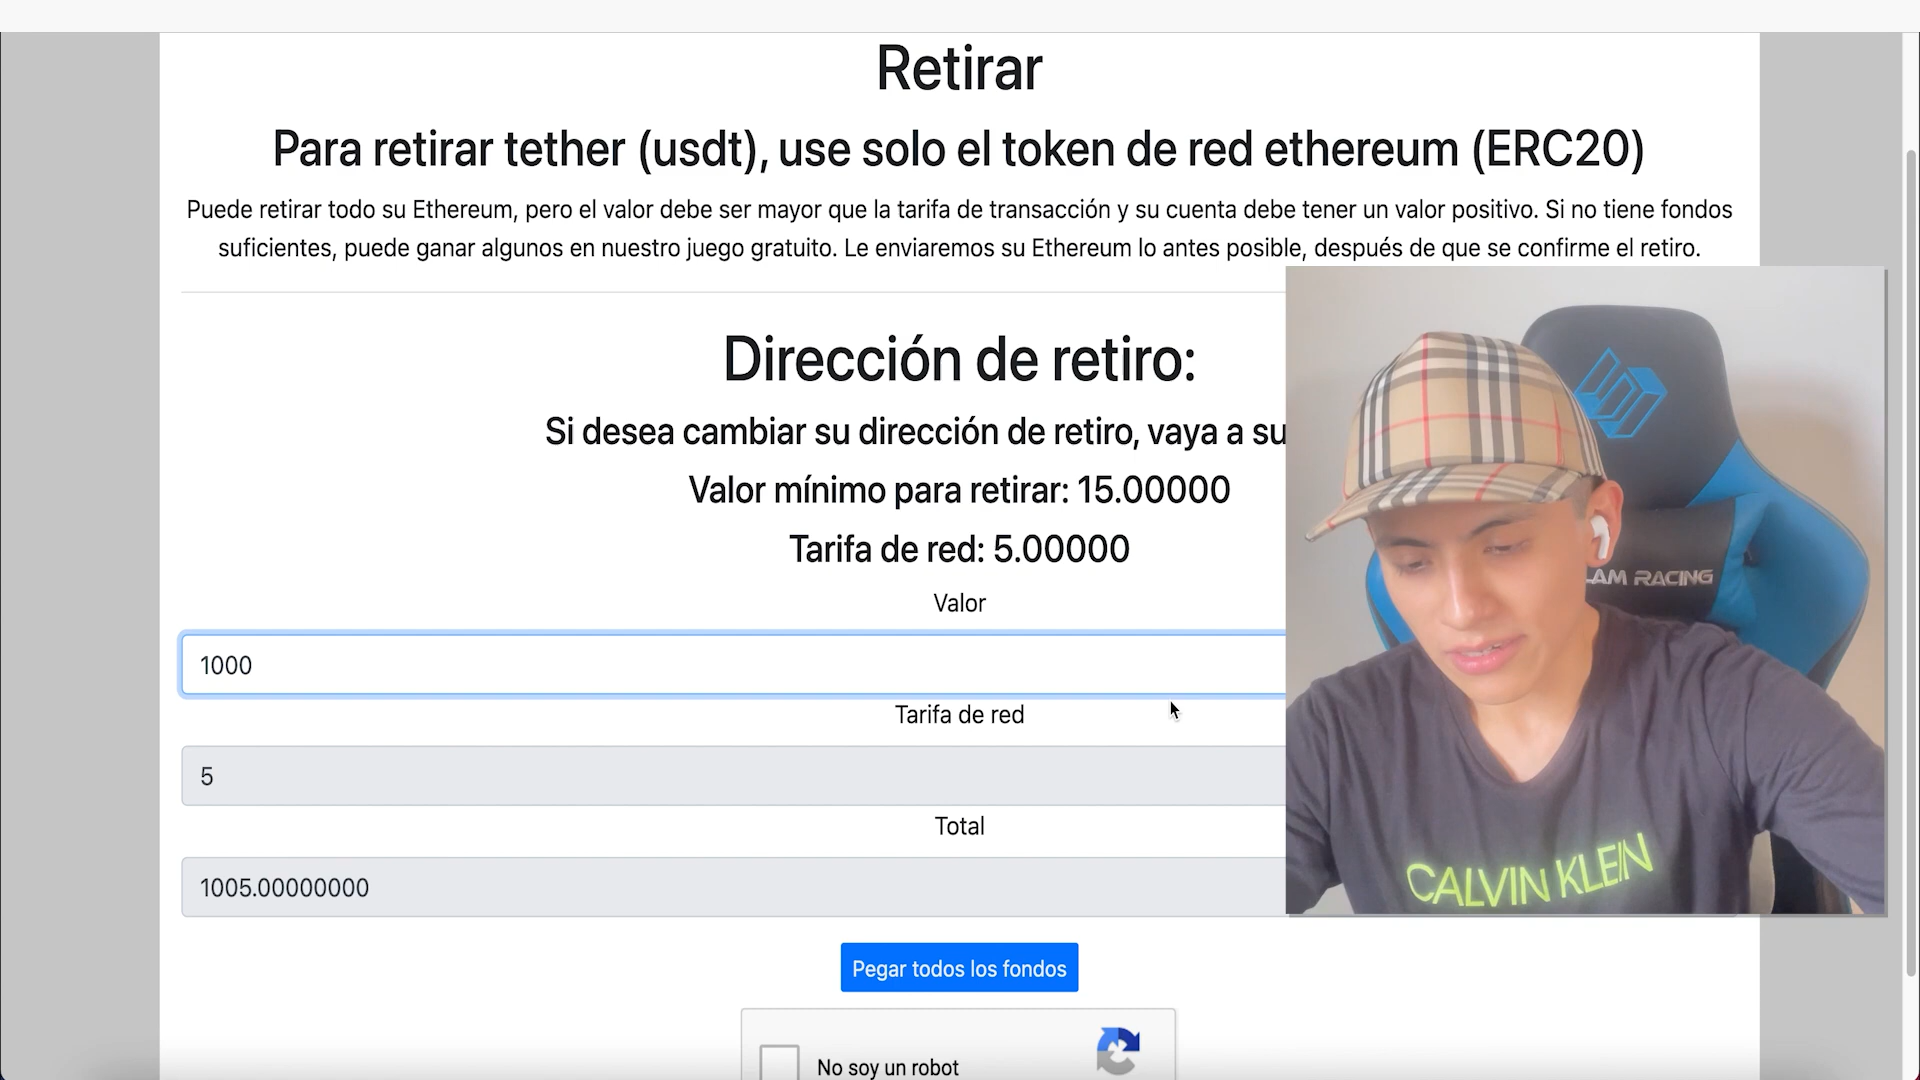 Retirar
Para retirar tether (usdt), use solo el token de red ethereum (ERC20)
Puede retirar todo su Ethereum, pero el valor debe ser mayor que la tarifa de transacción y su cuenta debe tener un valor positivo. Si no tiene fondos
suficientes, puede ganar algunos en nuestro juego gratuito. Le enviaremos su Ethereum lo antes posible, después de que se confirme el retiro.
Dirección de retiro:
Si desea cambiar su dirección de retiro, vaya a su
Valor mínimo para retirar: 15.00000
Tarifa de red: 5.00000
Valor
1000
Tarifa de red
5
Total
1005.00000000
Pegar todos los fondos
No soy un robot
AM RACING
CALVIN KLEIN